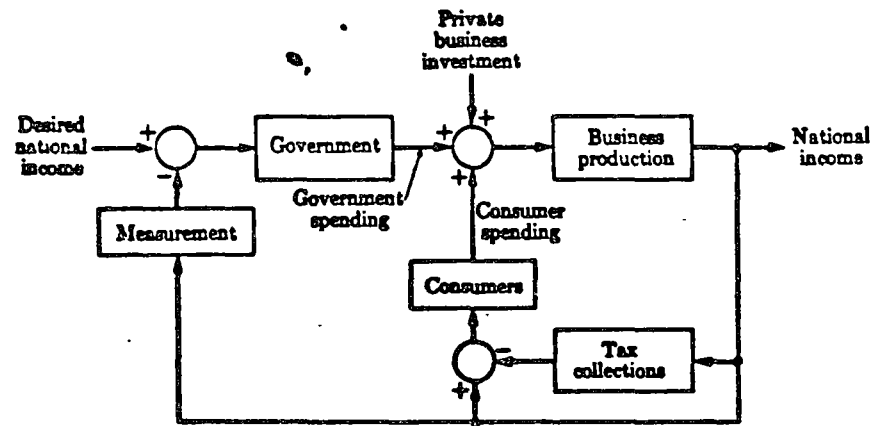 Private
business
investment
Desired
national
income
+
−
Government
Government
spending
+
+
+
Business
production
National
income
Measurement
Consumer
spending
Consumers
−
+
Tax
collections